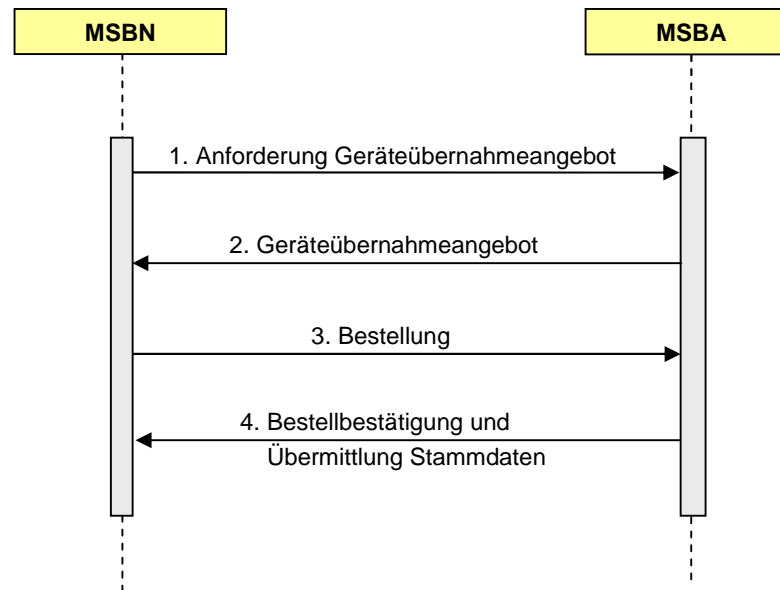 MSBN
MSBA
1. Anforderung Geräteübernahmeangebot
2. Geräteübernahmeangebot
3. Bestellung
4. Bestellbestätigung und
Übermittlung Stammdaten